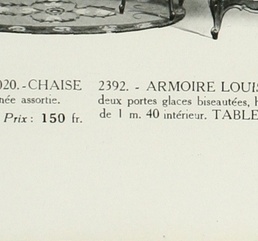 020.-CHAISE
née assortie.
Prix : 150 fr.
2392. - ARMOIRE LOUIS
deux portes glaces biseautées, h
de 1 m. 40 intérieur. TABLE